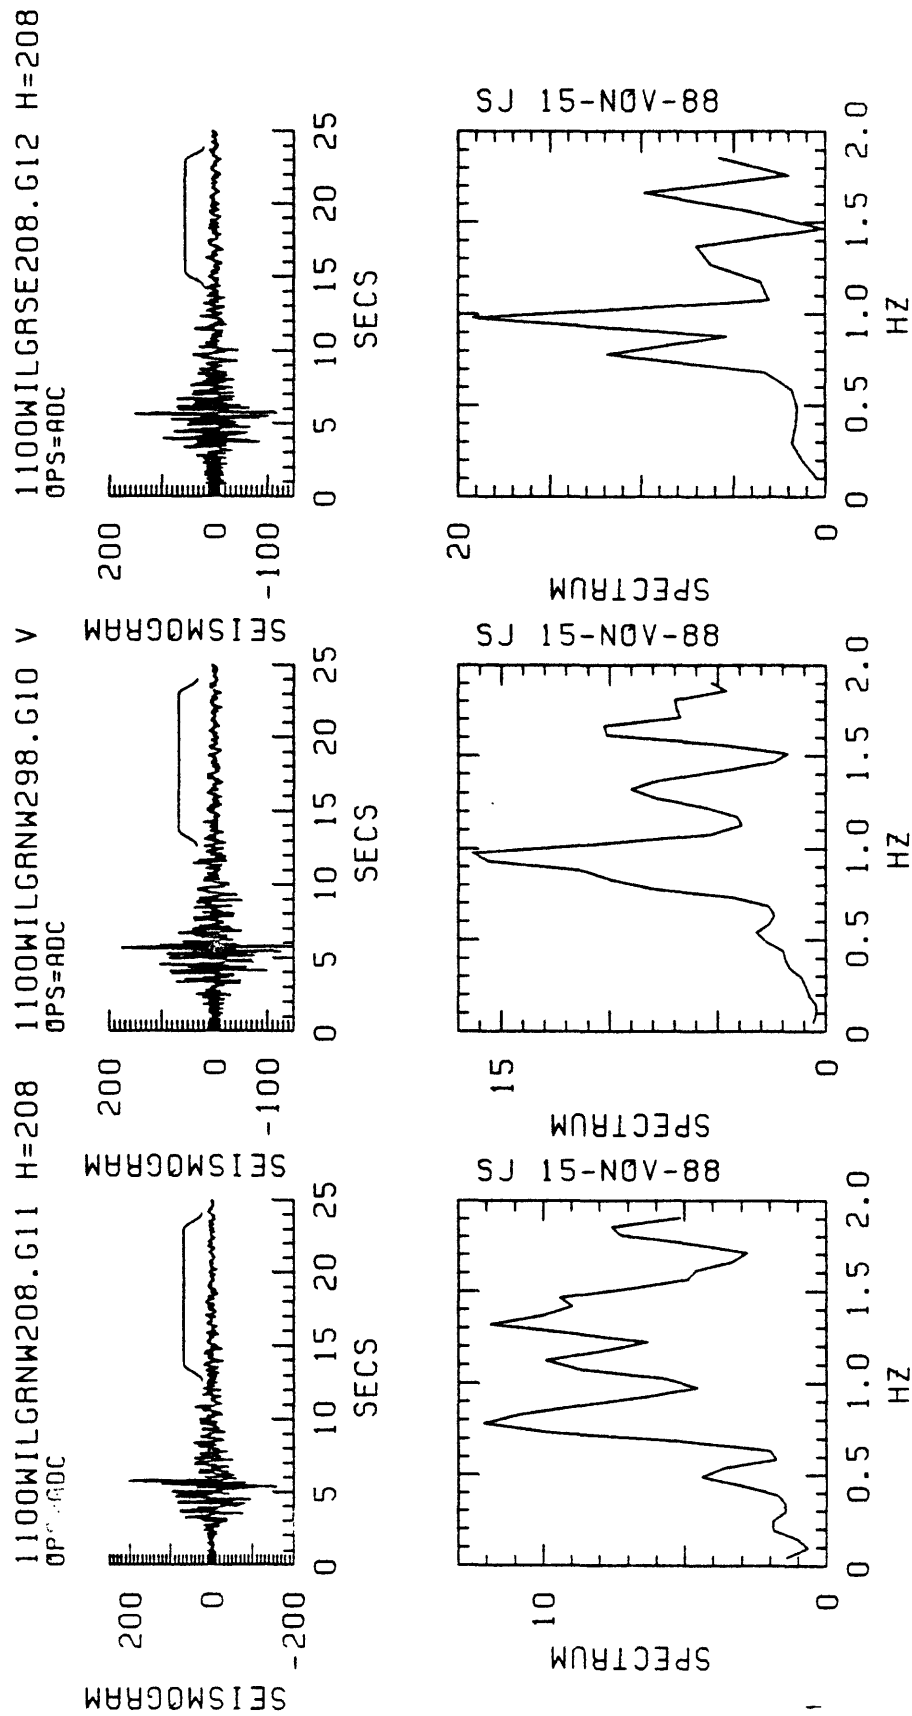 1100WILGRNW208.G11 H=208
1100WILGRNW298.G10 V
OPS=ADC
1100WILGRSE208.G12 H=208
OPS=ADC
SEISMOGRAM
200
0
-200
0 5 10 15 20 25
SECS
SEISMOGRAM
200
0
-100
0 5 10 15 20 25
SECS
SEISMOGRAM
200
0
-100
0 5 10 15 20 25
SECS
SJ 15-NOV-88
SPECTRUM
10
0
0 0.5 1.0 1.5 2.0
HZ
SJ 15-NOV-88
SPECTRUM
15
0
0 0.5 1.0 1.5 2.0
HZ
SJ 15-NOV-88
SPECTRUM
20
0
0 0.5 1.0 1.5 2.0
HZ